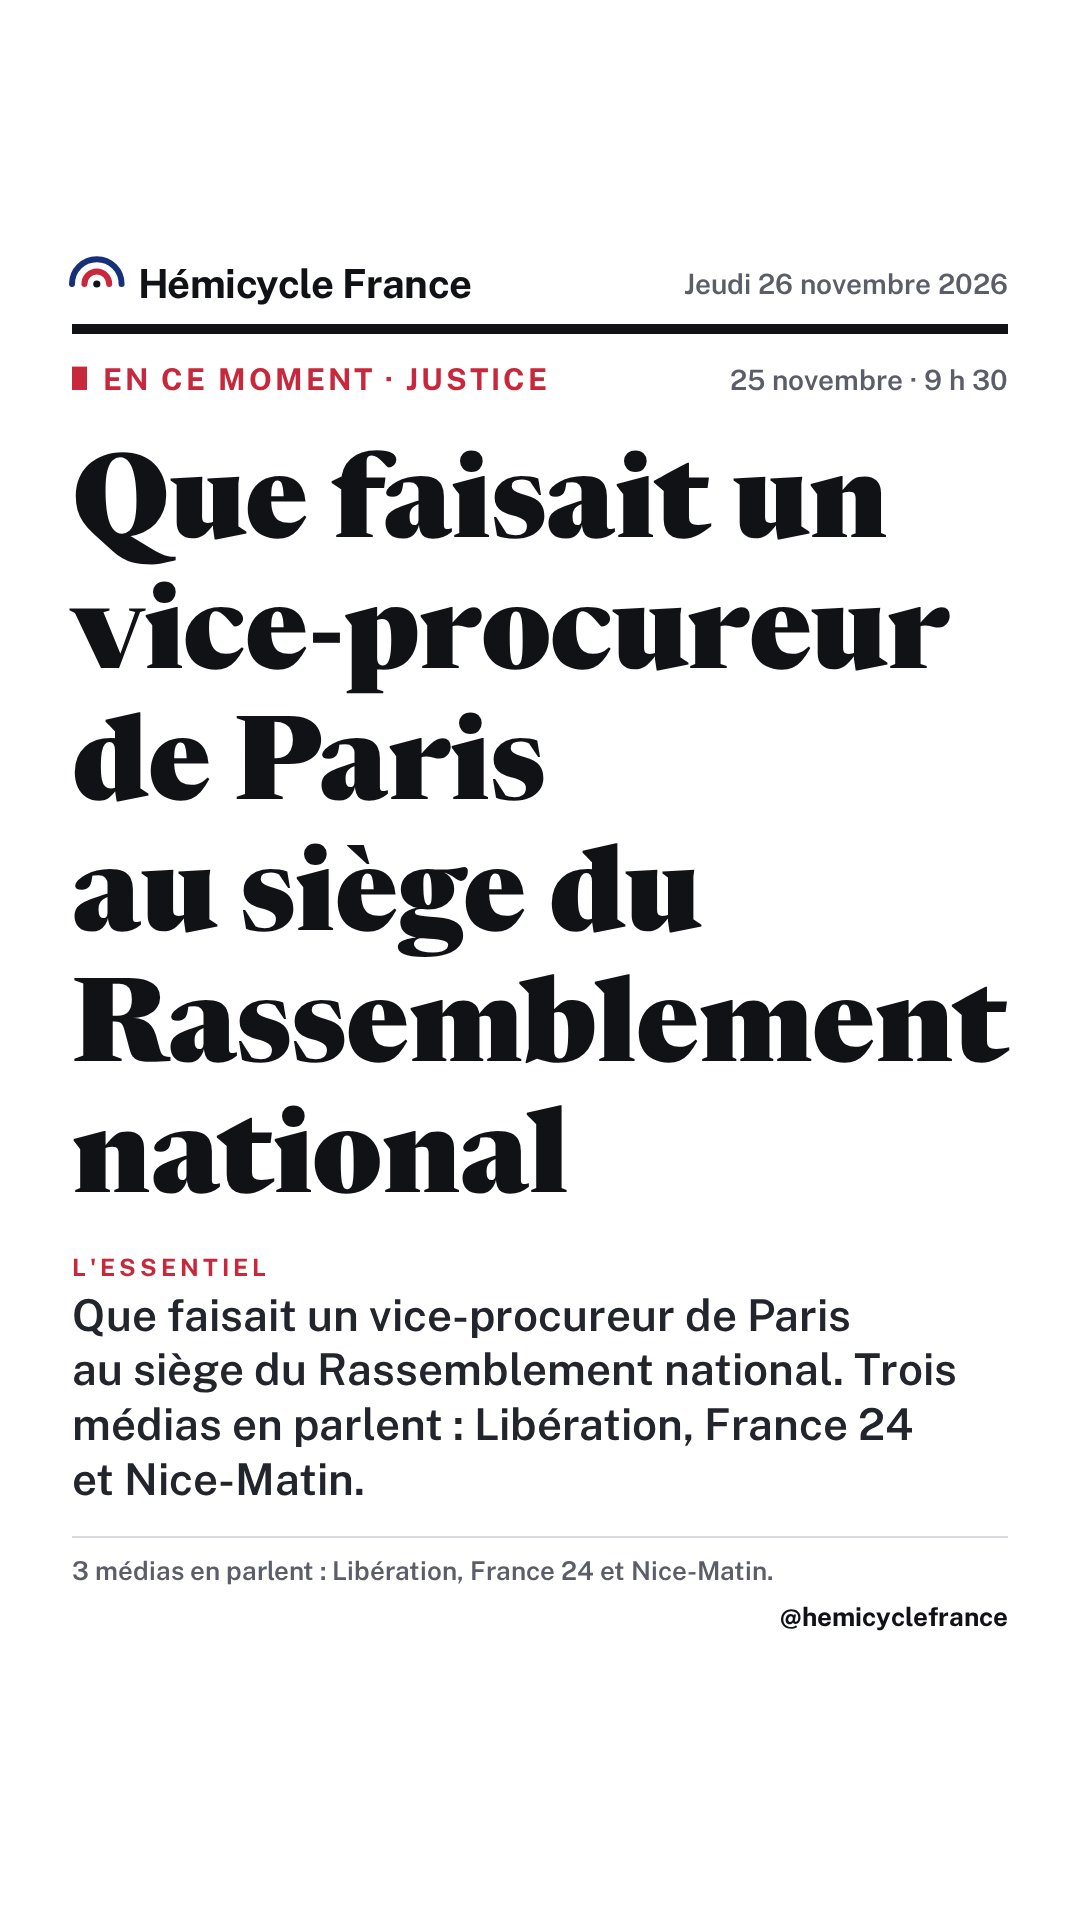 Hémicycle France
Jeudi 26 novembre 2026
EN CE MOMENT · JUSTICE
25 novembre · 9 h 30
Que faisait un
vice-procureur
de Paris
au siège du
Rassemblement
national
L'ESSENTIEL
Que faisait un vice-procureur de Paris
au siège du Rassemblement national. Trois
médias en parlent : Libération, France 24
et Nice-Matin.
3 médias en parlent : Libération, France 24 et Nice-Matin.
@hemicyclefrance